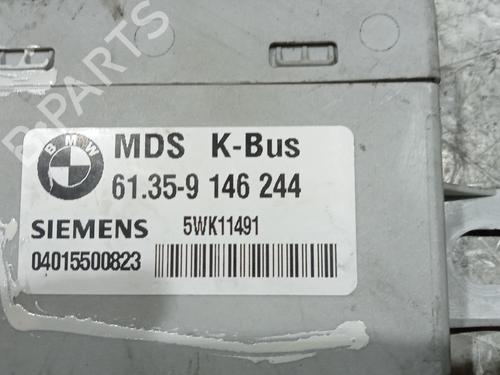 B-PARTS
BMW
MDS K-Bus
61.35-9 146 244
SIEMENS 5WK11491
04015500823